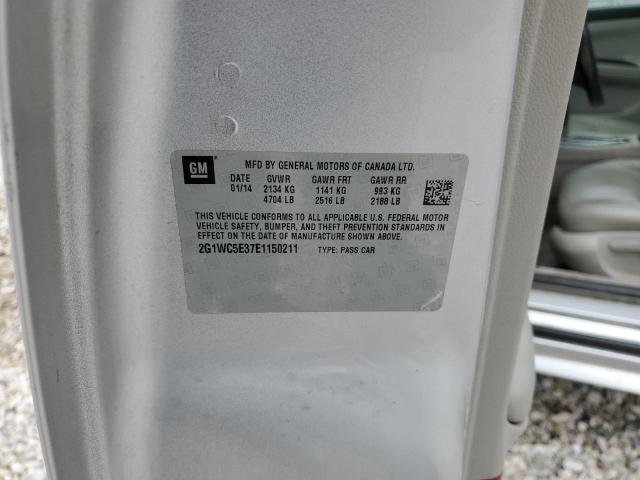 GM
MFD BY GENERAL MOTORS OF CANADA LTD.
DATE GVWR GAWR FRT GAWR RR
01/14 2134 KG 1141 KG 993 KG
4704 LB 2516 LB 2188 LB
THIS VEHICLE CONFORMS TO ALL APPLICABLE U.S. FEDERAL MOTOR
VEHICLE SAFETY, BUMPER, AND THEFT PREVENTION STANDARDS IN
EFFECT ON THE DATE OF MANUFACTURE SHOWN ABOVE.
2G1WC5E37E1150211 TYPE: PASS CAR